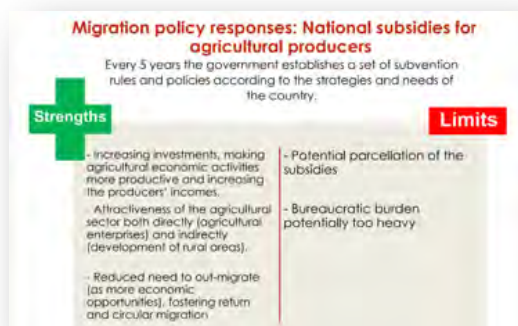 Migration policy responses: National subsidies for
agricultural producers
Every 5 years the government establishes a set of subvention
rules and policies according to the strategies and needs of
the country.
Strengths
Limits
- Increasing investments, making
agricultural economic activities
more productive and increasing
the producers' incomes.
- Attractiveness of the agricultural
sector both directly (agricultural
enterprises) and indirectly
(development of rural areas).
- Reduced need to out-migrate
(as more economic
opportunities), fostering return
and circular migration
- Potential parcellation of the
subsidies
- Bureaucratic burden
potentially too heavy